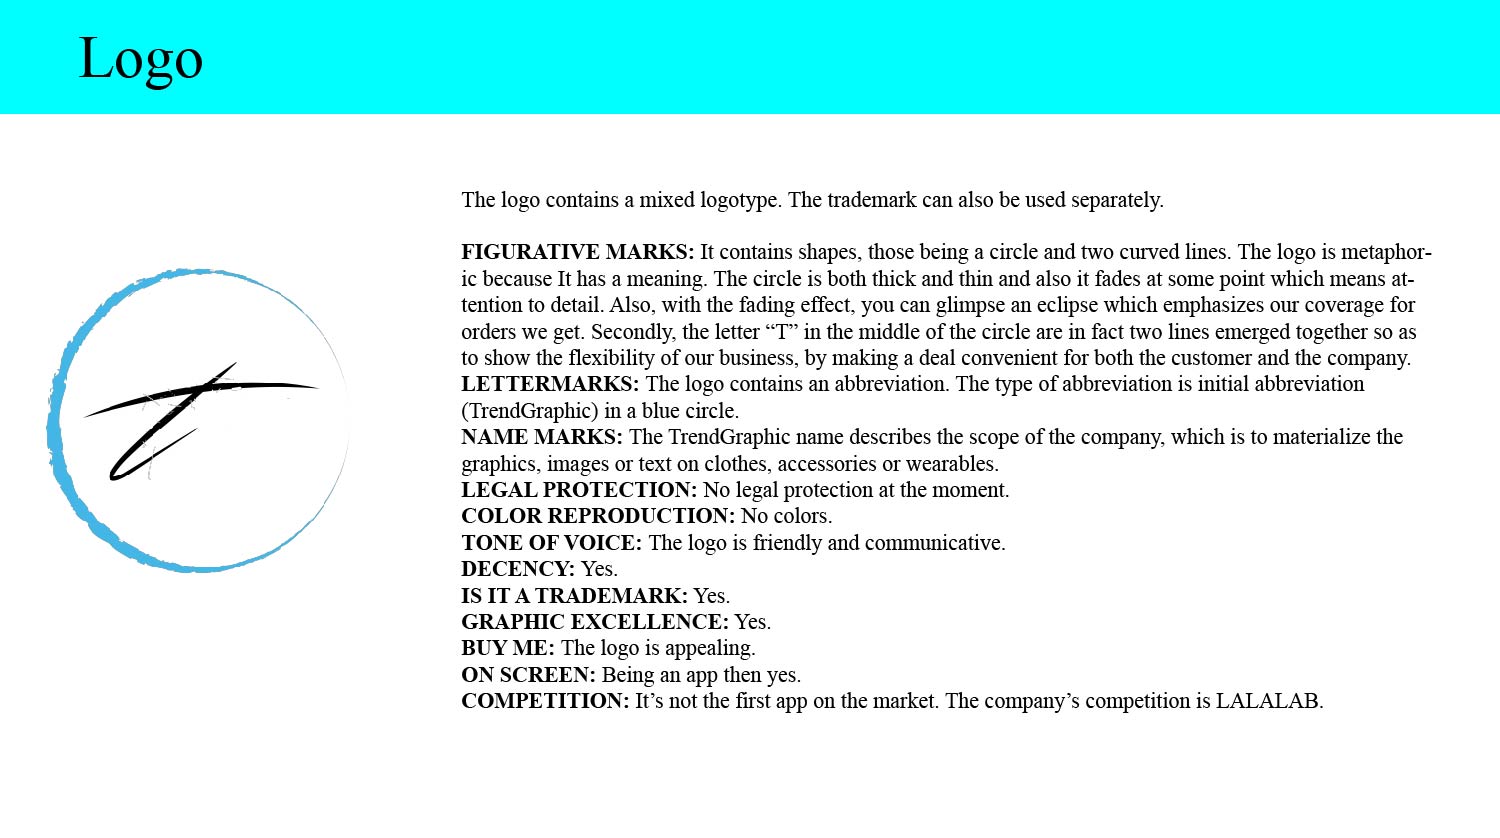 Logo
The logo contains a mixed logotype. The trademark can also be used separately.
FIGURATIVE MARKS: It contains shapes, those being a circle and two curved lines. The logo is metaphor-
ic because It has a meaning. The circle is both thick and thin and also it fades at some point which means at-
tention to detail. Also, with the fading effect, you can glimpse an eclipse which emphasizes our coverage for
orders we get. Secondly, the letter “T” in the middle of the circle are in fact two lines emerged together so as
to show the flexibility of our business, by making a deal convenient for both the customer and the company.
LETTERMARKS: The logo contains an abbreviation. The type of abbreviation is initial abbreviation
(TrendGraphic) in a blue circle.
NAME MARKS: The TrendGraphic name describes the scope of the company, which is to materialize the
graphics, images or text on clothes, accessories or wearables.
LEGAL PROTECTION: No legal protection at the moment.
COLOR REPRODUCTION: No colors.
TONE OF VOICE: The logo is friendly and communicative.
DECENCY: Yes.
IS IT A TRADEMARK: Yes.
GRAPHIC EXCELLENCE: Yes.
BUY ME: The logo is appealing.
ON SCREEN: Being an app then yes.
COMPETITION: It’s not the first app on the market. The company’s competition is LALALAB.
T